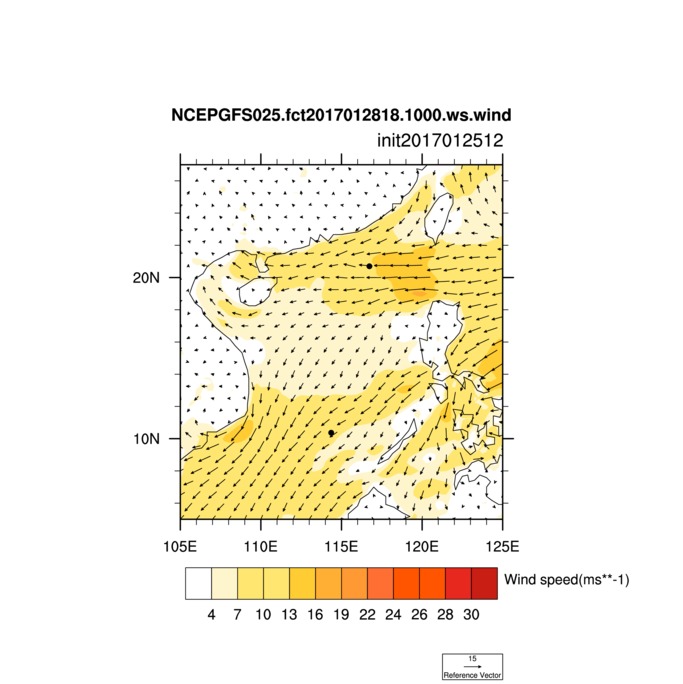 NCEPGFS025.fct2017012818.1000.ws.wind
init2017012512
20N
10N
105E 110E 115E 120E 125E
Wind speed(ms**-1)
4 7 10 13 16 19 22 24 26 28 30
15
Reference Vector